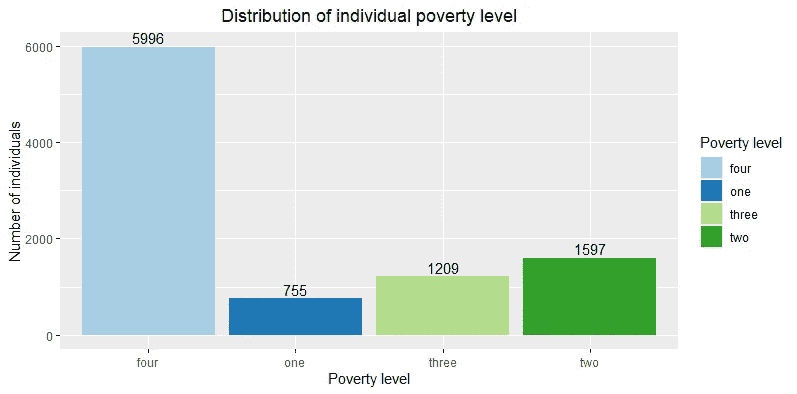 Distribution of individual poverty level
5996
6000
4000
2000
0
Number of individuals
755
1209
1597
four
one
three
two
Poverty level
Poverty level
four
one
three
two